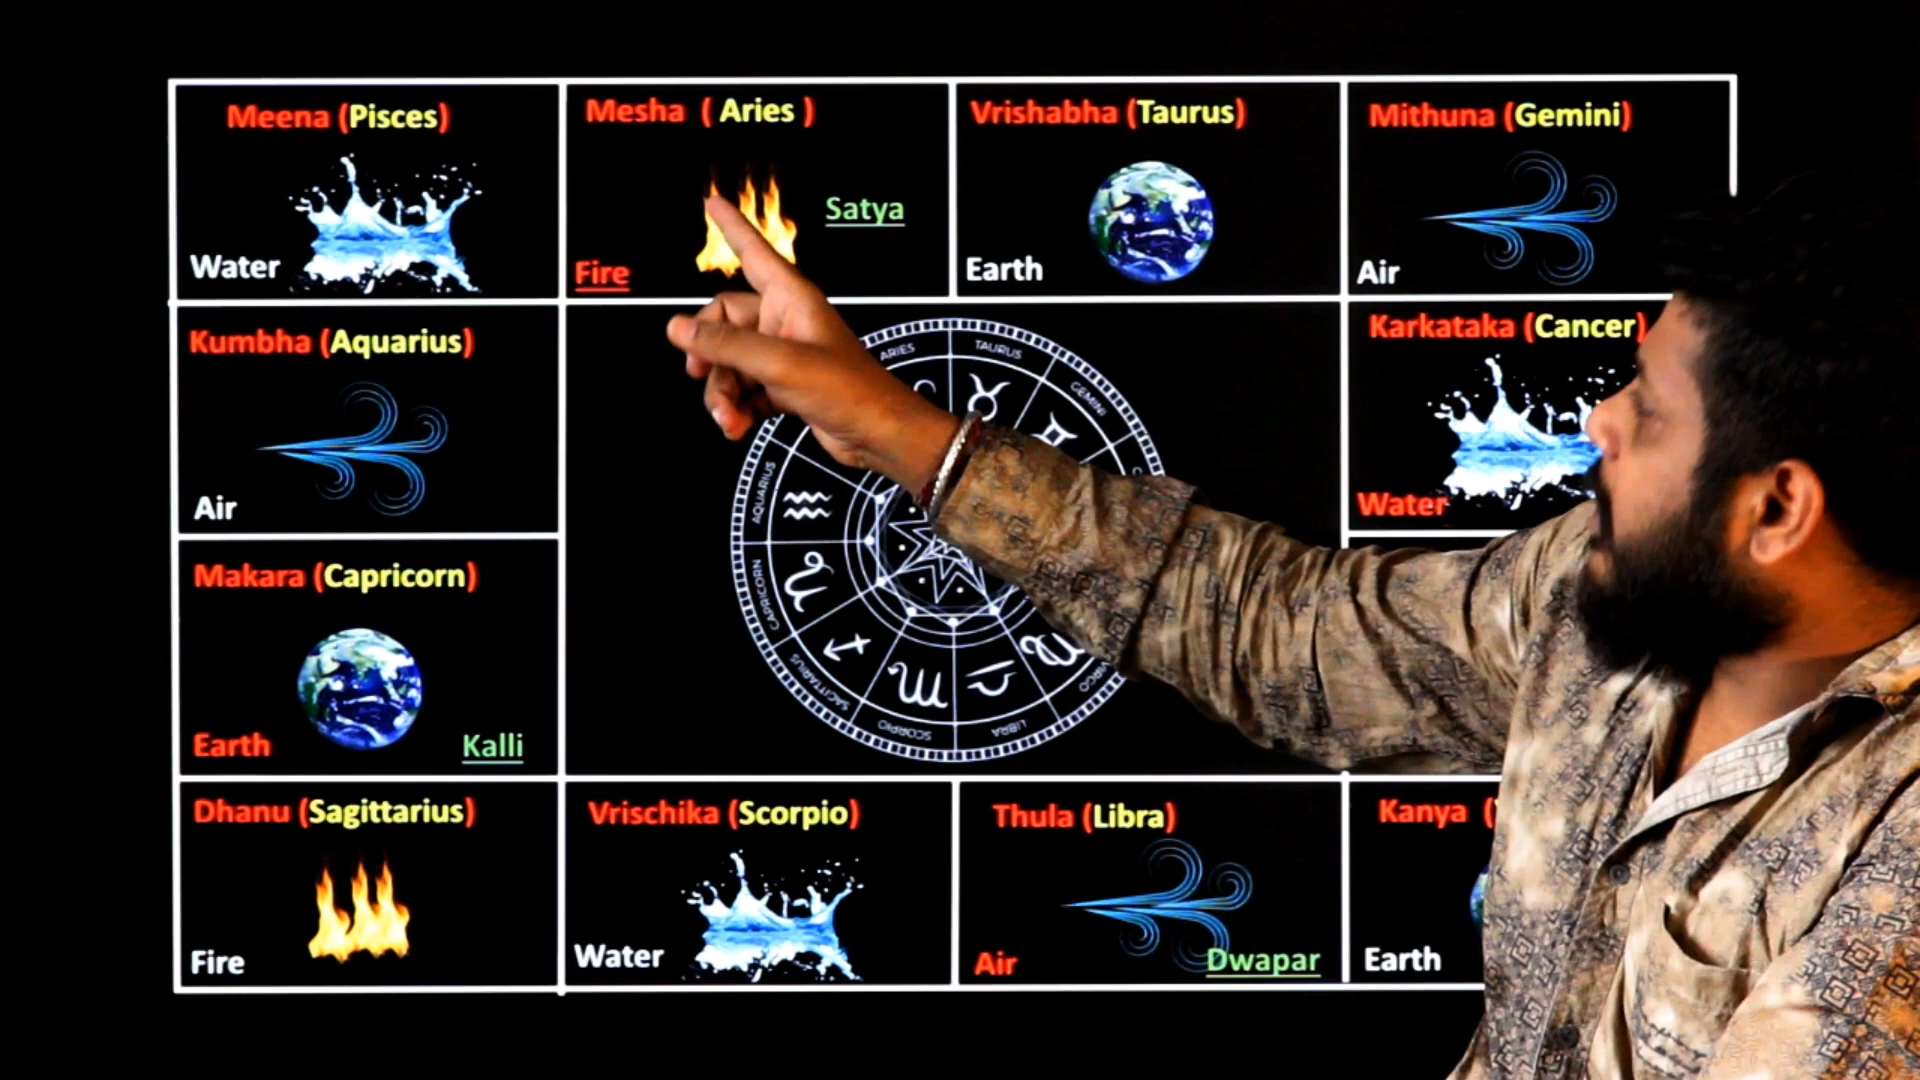 Meena (Pisces)
Water
Mesha ( Aries )
Satya
Fire
Vrishabha (Taurus)
Earth
Mithuna (Gemini)
Air
Kumbha (Aquarius)
Air
Karkataka (Cancer)
Water
Makara (Capricorn)
Earth
Kalli
Dhanu (Sagittarius)
Fire
Vrischika (Scorpio)
Water
Thula (Libra)
Air
Dwapar
Kanya (
Earth
ARIES
TAURUS
GEMINI
AQUARIUS
CAPRICORN
SAGITTARIUS
SCORPIO
LIBRA
VIRGO